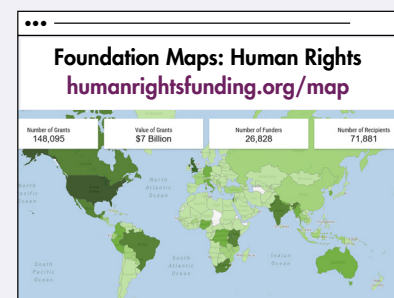 Foundation Maps: Human Rights
humanrightsfunding.org/map
Number of Grants
148,095
Value of Grants
$7 Billion
Number of Funders
26,828
Number of Recipients
71,881
North Pacific Ocean
North Atlantic Ocean
South Pacific Ocean
South Atlantic Ocean
Indian Ocean